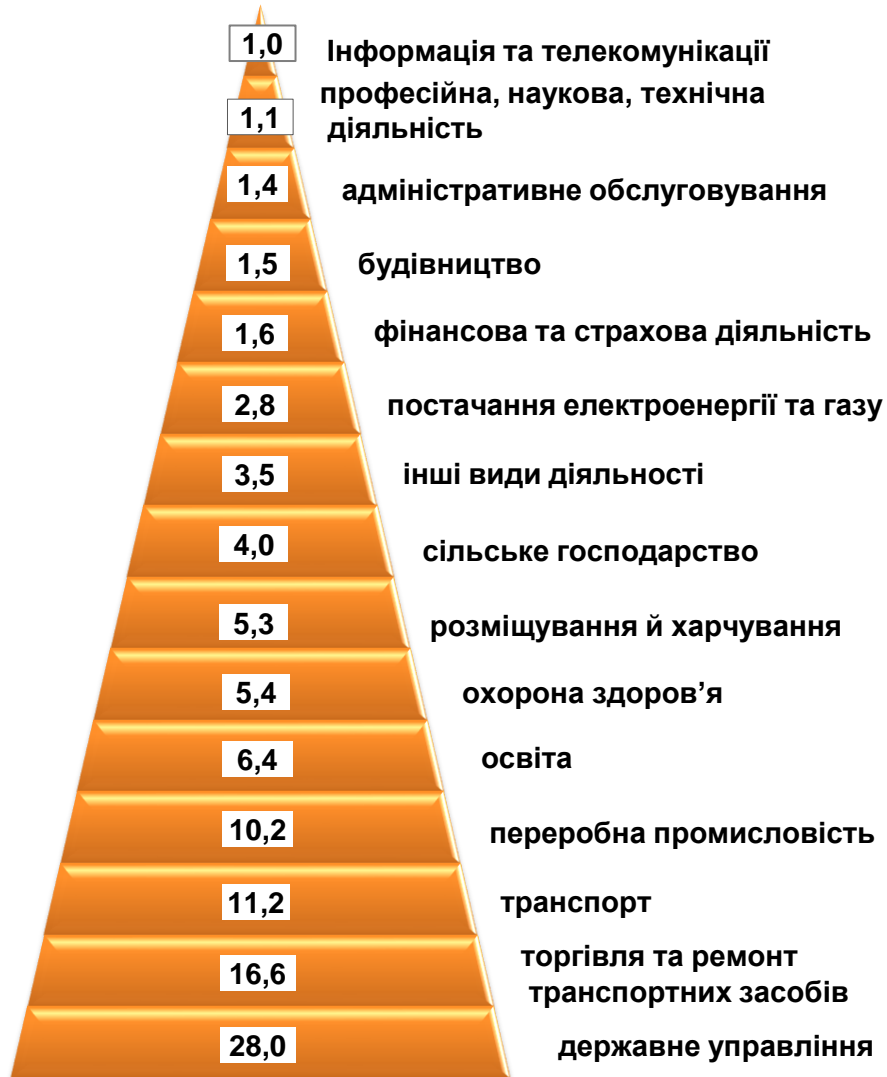 1,0
Інформація та телекомунікації
професійна, наукова, технічна
1,1
діяльність
1,4
адміністративне обслуговування
1,5
будівництво
1,6
фінансова та страхова діяльність
2,8
постачання електроенергії та газу
3,5
інші види діяльності
4,0
сільське господарство
5,3
розміщування й харчування
5,4
охорона здоров’я
6,4
освіта
10,2
переробна промисловість
11,2
транспорт
16,6
торгівля та ремонт
транспортних засобів
28,0
державне управління